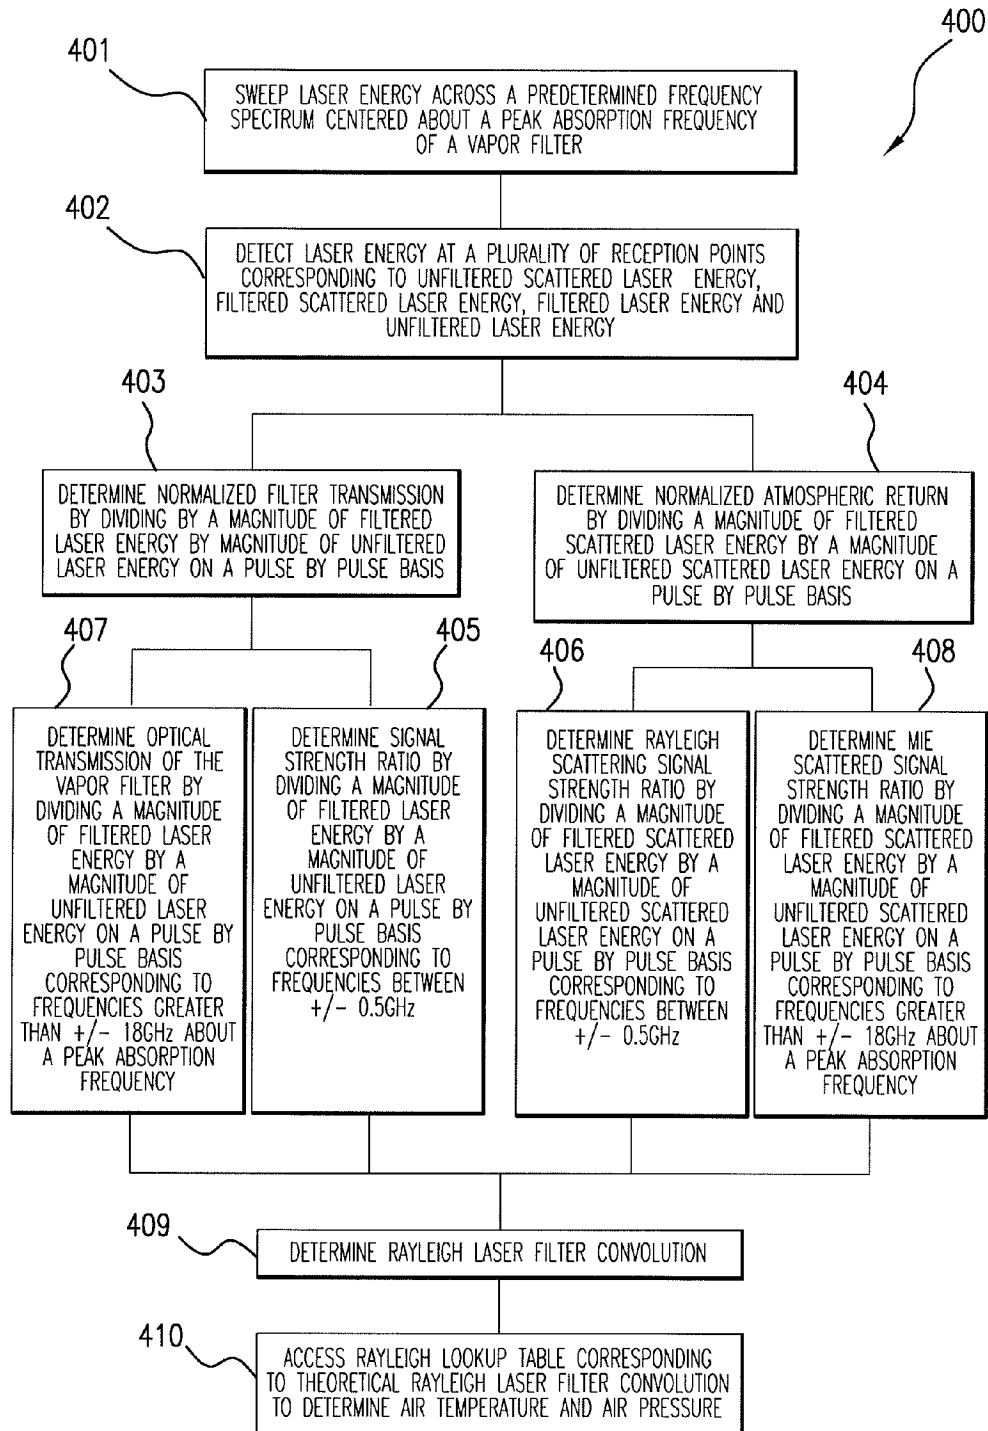 400
401
SWEEP LASER ENERGY ACROSS A PREDETERMINED FREQUENCY
SPECTRUM CENTERED ABOUT A PEAK ABSORPTION FREQUENCY
OF A VAPOR FILTER
402
DETECT LASER ENERGY AT A PLURALITY OF RECEPTION POINTS
CORRESPONDING TO UNFILTERED SCATTERED LASER ENERGY,
FILTERED SCATTERED LASER ENERGY, FILTERED LASER ENERGY AND
UNFILTERED LASER ENERGY
403
DETERMINE NORMALIZED FILTER TRANSMISSION
BY DIVIDING BY A MAGNITUDE OF FILTERED
LASER ENERGY BY MAGNITUDE OF UNFILTERED
LASER ENERGY ON A PULSE BY PULSE BASIS
404
DETERMINE NORMALIZED ATMOSPHERIC RETURN
BY DIVIDING A MAGNITUDE OF FILTERED
SCATTERED LASER ENERGY BY A MAGNITUDE
OF UNFILTERED SCATTERED LASER ENERGY ON A
PULSE BY PULSE BASIS
407
DETERMINE OPTICAL
TRANSMISSION OF THE
VAPOR FILTER BY
DIVIDING A MAGNITUDE
OF FILTERED LASER
ENERGY BY A
MAGNITUDE OF
UNFILTERED LASER
ENERGY ON A PULSE BY
PULSE BASIS
CORRESPONDING TO
FREQUENCIES GREATER
THAN +/- 18GHz ABOUT
A PEAK ABSORPTION
FREQUENCY
405
DETERMINE SIGNAL
STRENGTH RATIO BY
DIVIDING A MAGNITUDE
OF FILTERED LASER
ENERGY BY A
MAGNITUDE OF
UNFILTERED LASER
ENERGY ON A PULSE BY
PULSE BASIS
CORRESPONDING TO
FREQUENCIES BETWEEN
+/- 0.5GHz
406
DETERMINE RAYLEIGH
SCATTERING SIGNAL
STRENGTH RATIO BY
DIVIDING A MAGNITUDE
OF FILTERED SCATTERED
LASER ENERGY BY A
MAGNITUDE OF
UNFILTERED SCATTERED
LASER ENERGY ON A
PULSE BY PULSE BASIS
CORRESPONDING TO
FREQUENCIES BETWEEN
+/- 0.5GHz
408
DETERMINE MIE
SCATTERED SIGNAL
STRENGTH RATIO BY
DIVIDING A MAGNITUDE
OF FILTERED SCATTERED
LASER ENERGY BY A
MAGNITUDE OF
UNFILTERED SCATTERED
LASER ENERGY ON A
PULSE BY PULSE BASIS
CORRESPONDING TO
FREQUENCIES GREATER
THAN +/- 18GHz ABOUT
A PEAK ABSORPTION
FREQUENCY
409
DETERMINE RAYLEIGH LASER FILTER CONVOLUTION
410
ACCESS RAYLEIGH LOOKUP TABLE CORRESPONDING
TO THEORETICAL RAYLEIGH LASER FILTER CONVOLUTION
TO DETERMINE AIR TEMPERATURE AND AIR PRESSURE